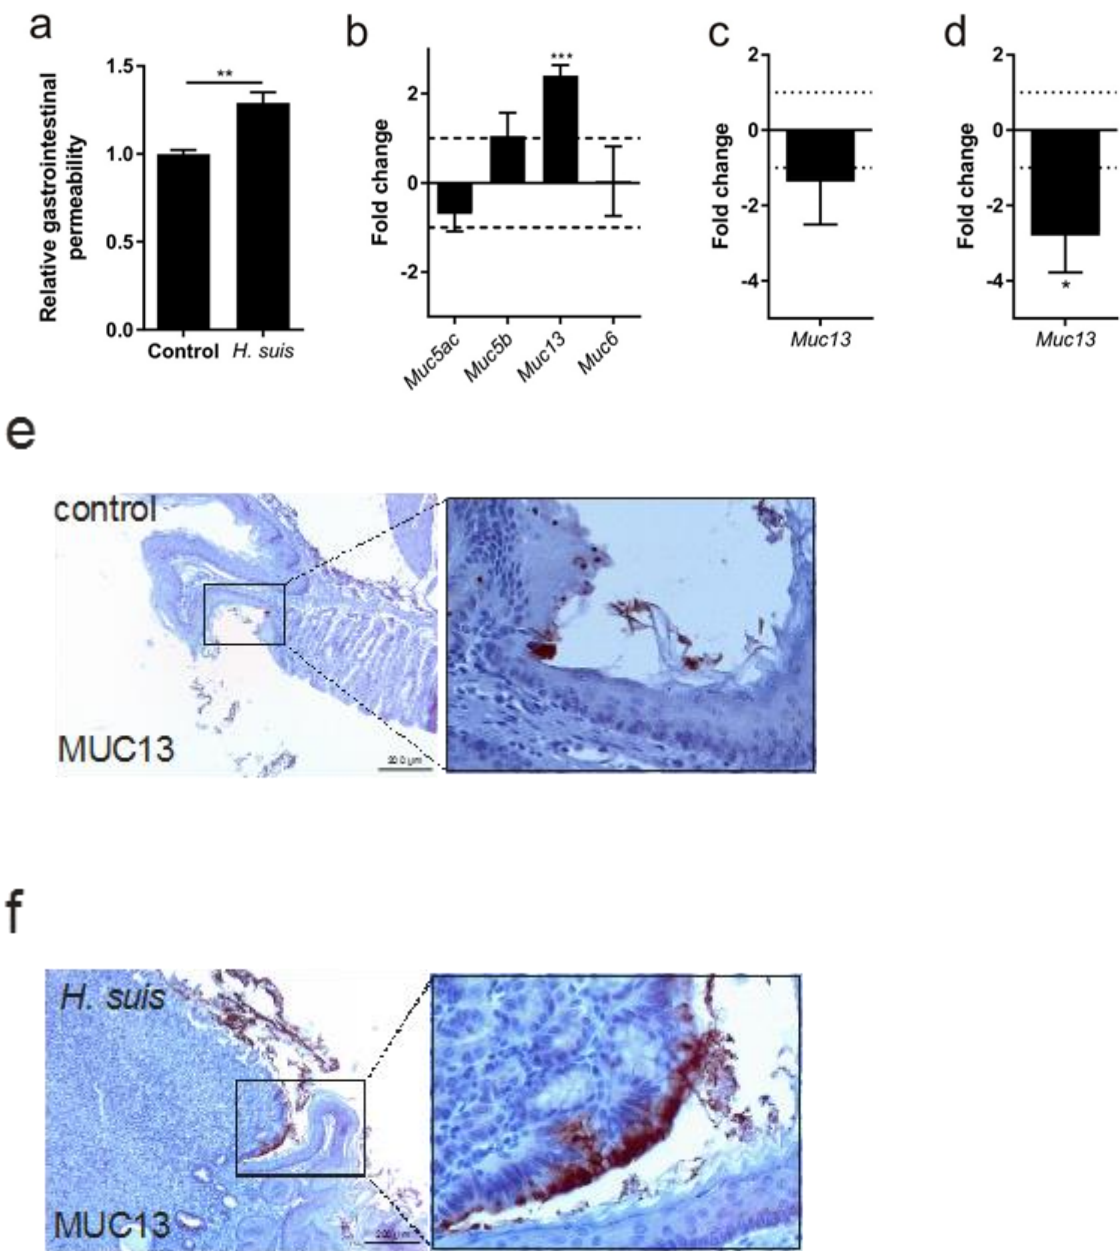 a
b
c
d
Relative gastrointestinal
permeability
1.5
1.0
0.5
0.0
**
Control H. suis
Fold change
2
0
-2
***
Muc5ac Muc5b Muc13 Muc6
Fold change
2
0
-2
-4
Muc13
Fold change
2
0
-2
-4
*
Muc13
e
control
MUC13
f
H. suis
MUC13